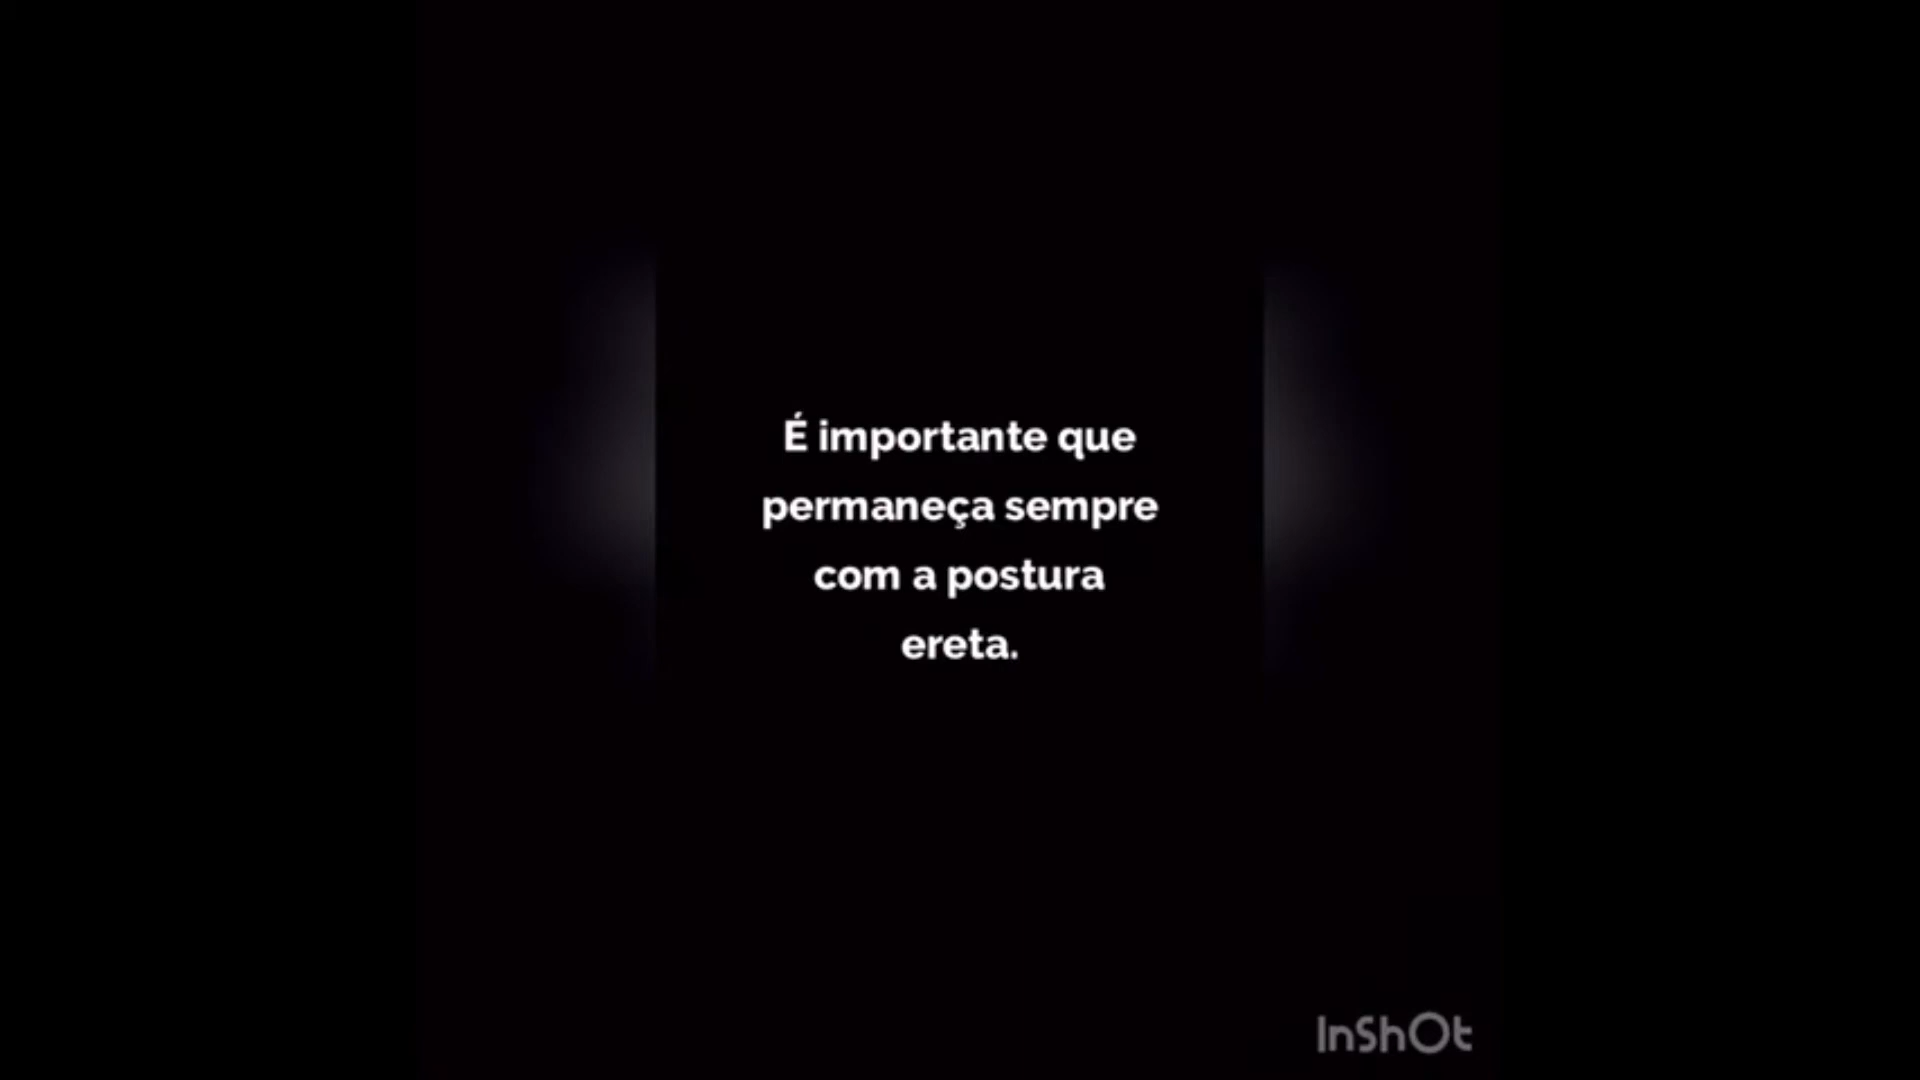 É importante que
permaneça sempre
com a postura
ereta.
InShOt